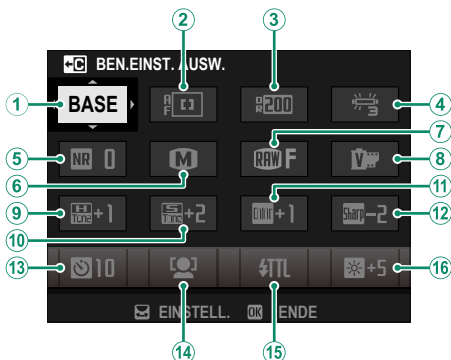 2 3
C BEN.EINST. AUSW.
1 BASE AF DR200 3 4
7
5 NR 0 M RAW F V 8
6 11
9 H TONE +1 S TONE +2 Color +1 Sharp -2 12
10
13 10 TTL +5 16
EINSTELL. OK ENDE
14 15